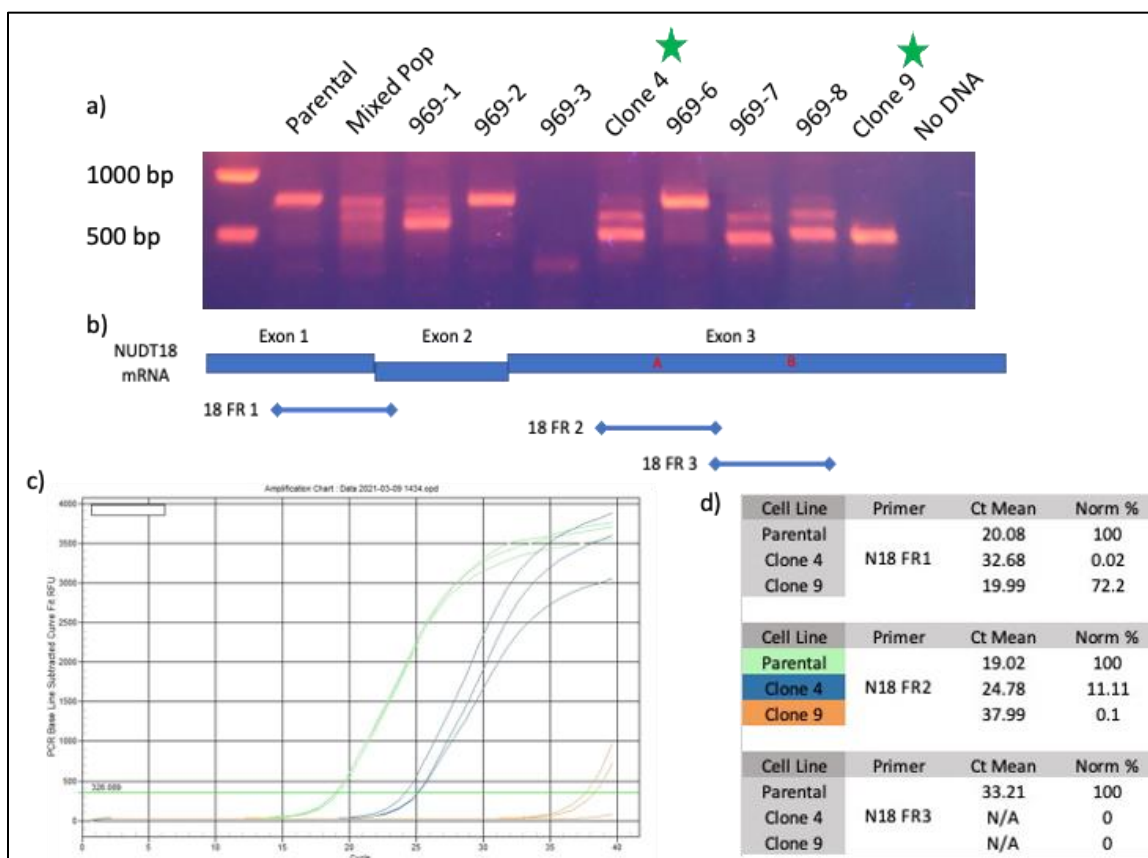 a)
Parental
Mixed Pop
969-1
969-2
969-3
Clone 4
969-6
969-7
969-8
Clone 9
No DNA
1000 bp
500 bp
b)
NUDT18
mRNA
Exon 1
Exon 2
Exon 3
A
B
18 FR 1
18 FR 2
18 FR 3
c)
Amplification Chart : Data 2021-03-09 1434.opd
PCR Base Line Subtracted Curve Fit RFU
4000
3500
3000
2500
2000
1500
1000
500
0
0 5 10 15 20 25 30 35 40
Cycle
d)
Cell Line Primer Ct Mean Norm %
Parental 20.08 100
Clone 4 N18 FR1 32.68 0.02
Clone 9 19.99 72.2
Cell Line Primer Ct Mean Norm %
Parental 19.02 100
Clone 4 N18 FR2 24.78 11.11
Clone 9 37.99 0.1
Cell Line Primer Ct Mean Norm %
Parental 33.21 100
Clone 4 N18 FR3 N/A 0
Clone 9 N/A 0